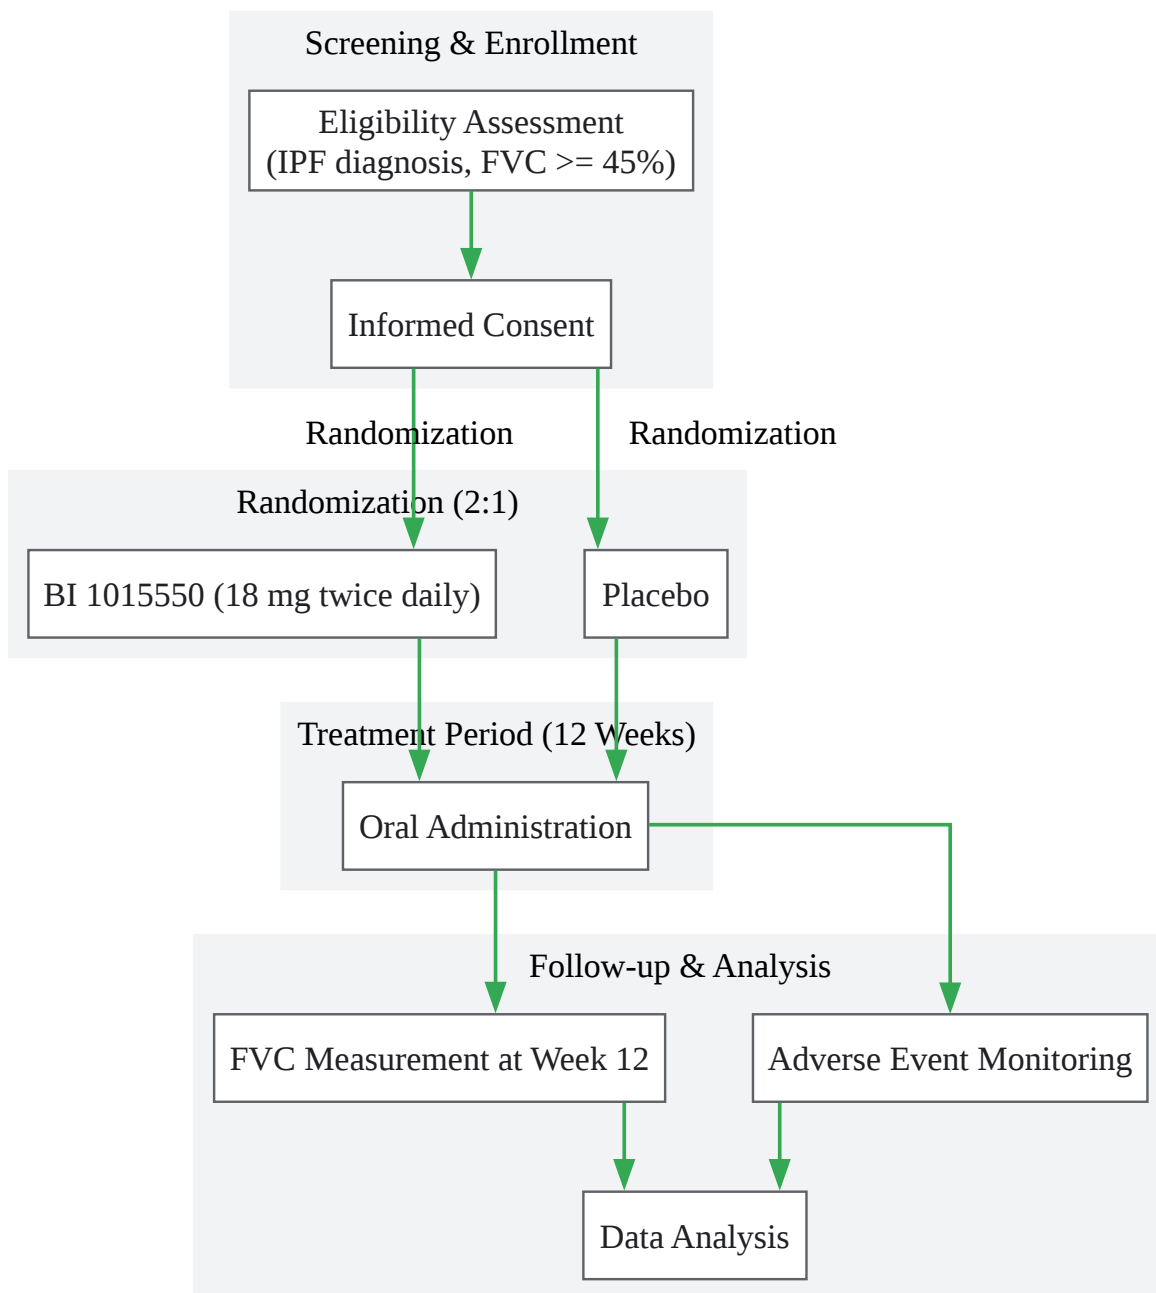 Screening & Enrollment
Eligibility Assessment
(IPF diagnosis, FVC >= 45%)
Informed Consent
Randomization
Randomization
Randomization (2:1)
BI 1015550 (18 mg twice daily)
Placebo
Treatment Period (12 Weeks)
Oral Administration
Follow-up & Analysis
FVC Measurement at Week 12
Adverse Event Monitoring
Data Analysis